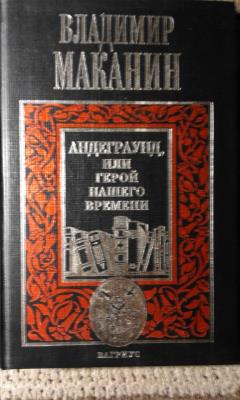 ВЛАДИМИР
МАКАНИН
АНДЕГРАУНД,
ИЛИ
ГЕРОЙ
НАШЕГО
ВРЕМЕНИ
ВАГРИУС